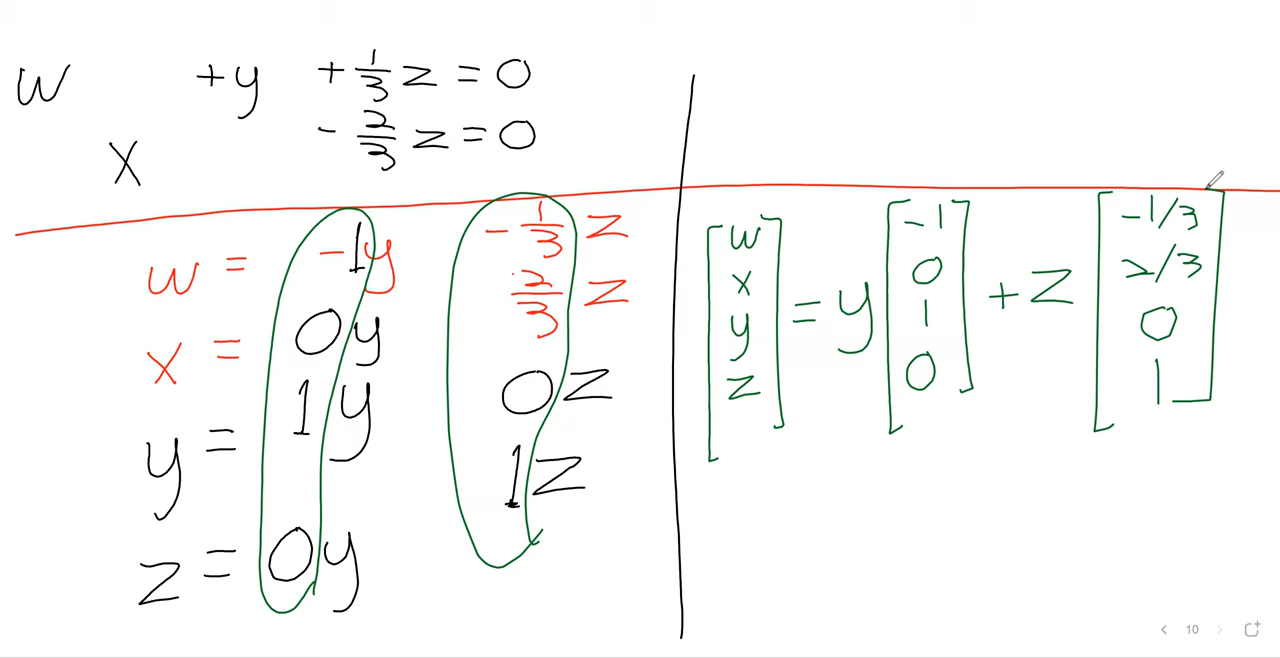 w +y +1/3 z = 0
x - 2/3 z = 0
w = -1y -1/3 z
x = 0y 2/3 z
y = 1y 0z
z = 0y 1z
[w x y z] = y [-1 0 1 0] + z [-1/3 2/3 0 1]
< 10 >